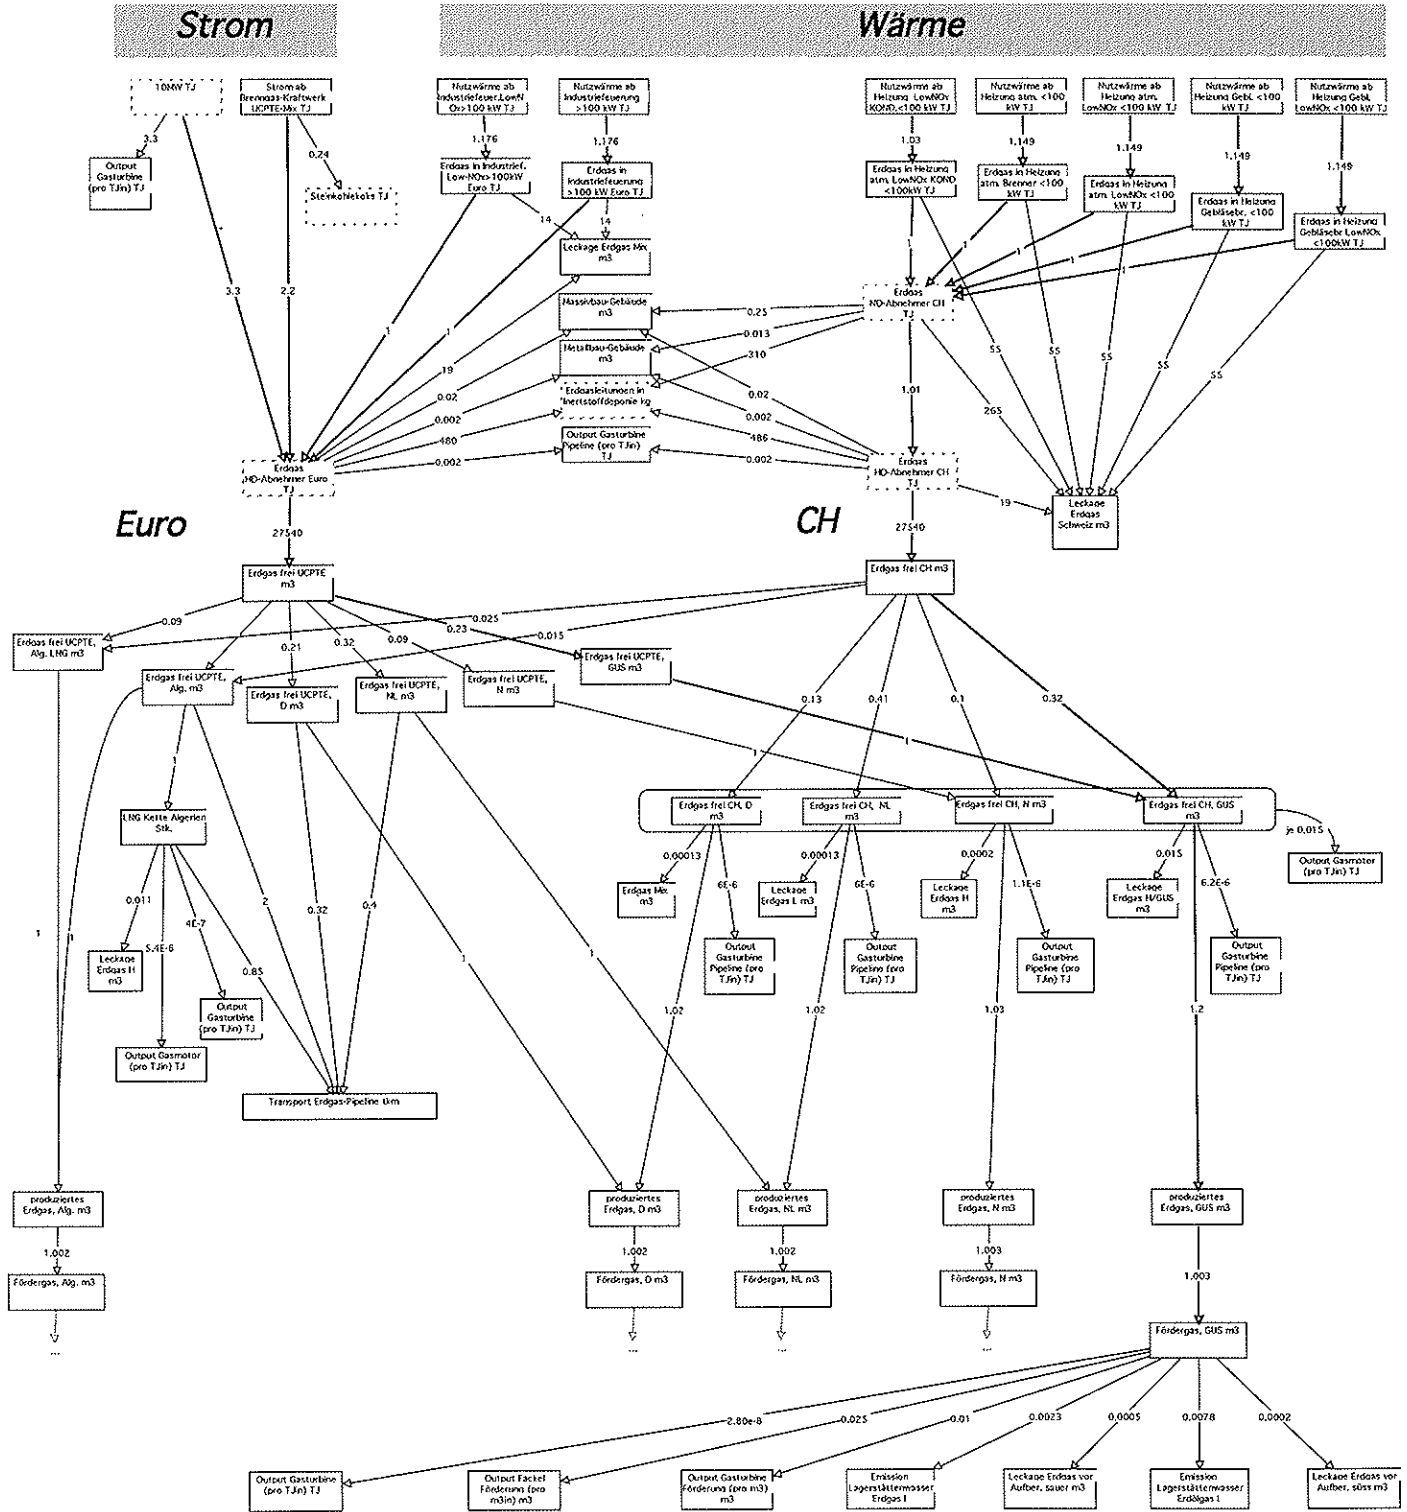 Strom
Wärme
10MW TJ
Strom ab
Brenngas-Kraftwerk
UCPTE-Mix TJ
Nutzwärme ab
Industriefeuer.LowN
Ox>100 kW TJ
Nutzwärme ab
Industriefeuerung
>100 kW TJ
Nutzwärme ab
Heizung LowNOx
KOND.<100 kW TJ
Nutzwärme ab
Heizung atm. <100
kW TJ
Nutzwärme ab
Heizung atm.
LowNOx <100 kW TJ
Nutzwärme ab
Heizung Gebl. <100
kW TJ
Nutzwärme ab
Heizung Gebl.
LowNOx <100 kW TJ
3.3
0.24
1.176
1.176
1.03
1.149
1.149
1.149
1.149
Output
Gasturbine
(pro TJin) TJ
Steinkohlekoks TJ
Erdgas in Industrief.
Low-NOx>100kW
Euro TJ
Erdgas in
Industriefeuerung
>100 kW Euro TJ
Erdgas in Heizung
atm. LowNOx KOND
<100kW TJ
Erdgas in Heizung
atm. Brenner <100
kW TJ
Erdgas in Heizung
atm. LowNOx <100
kW TJ
Erdgas in Heizung
Gebläsebr. <100
kW TJ
Erdgas in Heizung
Gebläsebr LowNOx
<100kW TJ
14
14
Leckage Erdgas Mix
m3
1
1
1
1
1
3.3
2.2
1
1
Massivbau-Gebäude
m3
Metallbau-Gebäude
m3
Erdgasleitungen in
Inertstoffdeponie kg
Output Gasturbine
Pipeline (pro TJin)
TJ
Erdgas
ND-Abnehmer CH
TJ
0.25
0.013
310
19
0.02
0.002
480
0.002
0.02
0.002
486
0.002
1.01
265
55
55
55
55
55
Erdgas
HD-Abnehmer Euro
TJ
Erdgas
HD-Abnehmer CH
TJ
19
Leckage
Erdgas
Schweiz m3
Euro
CH
27540
27540
Erdgas frei UCPTE
m3
Erdgas frei CH m3
0.09
0.21
0.32
0.09
0.23
0.025
0.015
Erdgas frei UCPTE,
Alg. LNG m3
Erdgas frei UCPTE,
Alg. m3
Erdgas frei UCPTE,
D m3
Erdgas frei UCPTE,
NL m3
Erdgas frei UCPTE,
N m3
Erdgas frei UCPTE,
GUS m3
0.13
0.41
0.1
0.32
1
1
1
LNG Kette Algerien
Stk.
Erdgas frei CH, D
m3
Erdgas frei CH, NL
m3
Erdgas frei CH, N m3
Erdgas frei CH, GUS
m3
je 0,015
Output Gasmotor
(pro TJin) TJ
0.00013
6E-6
0.00013
6E-6
0.0002
1.1E-6
0.015
6.2E-6
Erdgas Mix
m3
Leckage
Erdgas L m3
Leckage
Erdgas H
m3
Leckage
Erdgas H/GUS
m3
Output
Gasturbine
Pipeline (pro
TJin) TJ
Output
Gasturbine
Pipeline (pro
TJin) TJ
Output
Gasturbine
Pipeline (pro
TJin) TJ
Output
Gasturbine
Pipeline (pro
TJin) TJ
0.011
5.4E-6
4E-7
0.85
2
0.32
0.4
1
1
1
1
Leckage
Erdgas H
m3
Output
Gasturbine
(pro TJin) TJ
Output Gasmotor
(pro TJin) TJ
Transport Erdgas-Pipeline tkm
1.02
1.02
1.03
1.2
produziertes
Erdgas, Alg. m3
produziertes
Erdgas, D m3
produziertes
Erdgas, NL m3
produziertes
Erdgas, N m3
produziertes
Erdgas, GUS m3
1.002
1.002
1.002
1.003
1.003
Fördergas, Alg. m3
Fördergas, D m3
Fördergas, NL m3
Fördergas, N m3
...
...
...
...
Fördergas, GUS m3
2.80e-8
0.025
0.01
0.0023
0.0005
0.0078
0.0002
Output Gasturbine
(pro TJin) TJ
Output Fackel
Förderung (pro
m3in) m3
Output Gasturbine
Förderung (pro m3)
m3
Emission
Lagerstättenwasser
Erdgas l
Leckage Erdgas vor
Aufber. sauer m3
Emission
Lagerstättenwasser
Erdölgas l
Leckage Erdgas vor
Aufber. süss m3